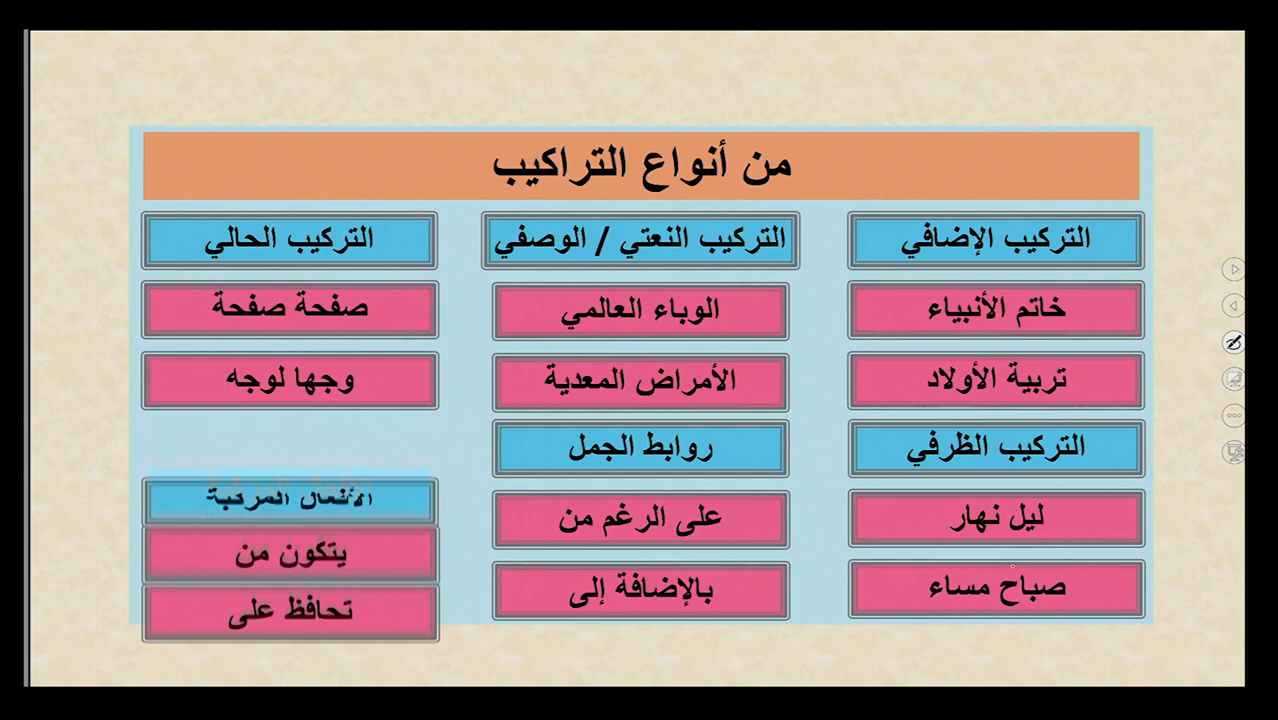 من أنواع التراكيب
التركيب الإضافي
التركيب النعتي / الوصفي
التركيب الحالي
خاتم الأنبياء
الوباء العالمي
صفحة صفحة
تربية الأولاد
الأمراض المعدية
وجها لوجه
التركيب الظرفي
روابط الجمل
الأفعال المركبة
ليل نهار
على الرغم من
يتكون من
صباح مساء
بالإضافة إلى
تحافظ على